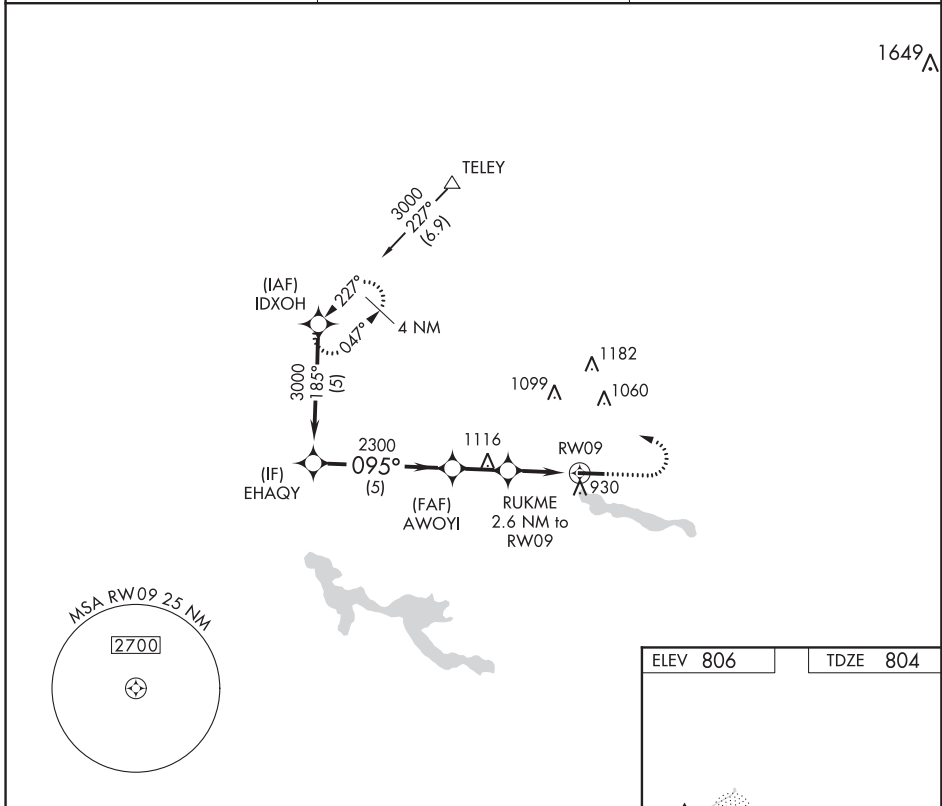 1649
TELEY
3000
227°
(6.9)
(IAF)
IDXOH
227°
047°
4 NM
3000
185°
(5)
1182
1099
1060
2300
095°
(5)
1116
RW09
930
(IF)
EHAQY
(FAF)
AWOYI
RUKME
2.6 NM to
RW09
MSA RW09 25 NM
2700
ELEV 806
TDZE 804